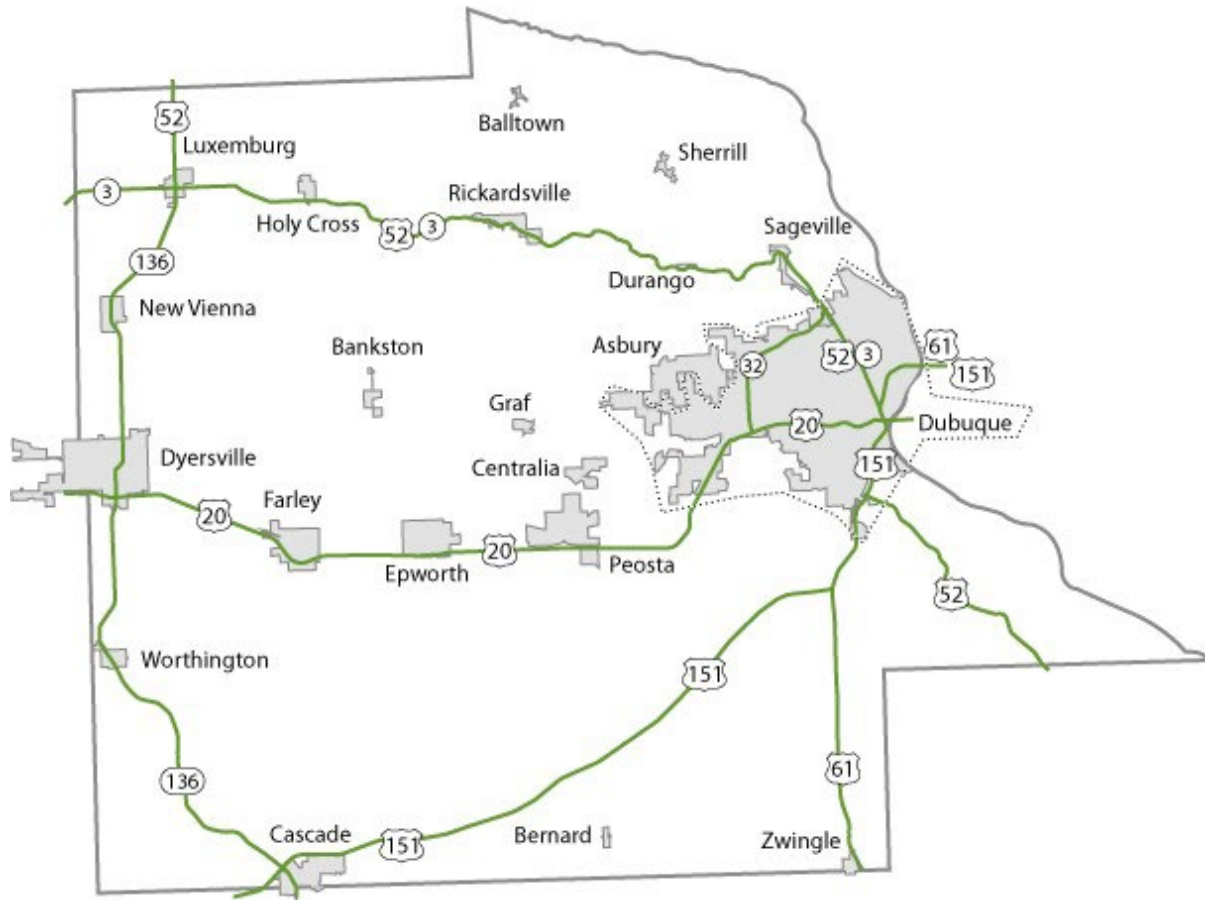 52
Balltown
Luxemburg
Sherrill
3
Rickardsville
Holy Cross
52
3
Sageville
136
Durango
New Vienna
Bankston
Asbury
32
52
3
61
151
Graf
20
Dubuque
Dyersville
Centralia
151
Farley
20
Epworth
20
Peosta
52
Worthington
151
136
61
Cascade
151
Bernard
Zwingle